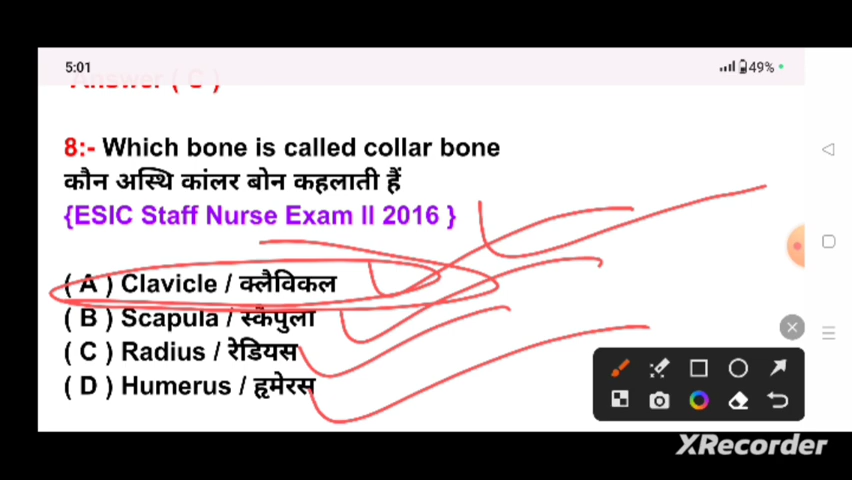 5:01
49%
Answer ( C )
8:- Which bone is called collar bone
कौन अस्थि कांलर बोन कहलाती हैं
{ESIC Staff Nurse Exam II 2016 }
( A ) Clavicle / क्लैविकल
( B ) Scapula / स्कैपुला
( C ) Radius / रेडियस
( D ) Humerus / हृमेरस
XRecorder